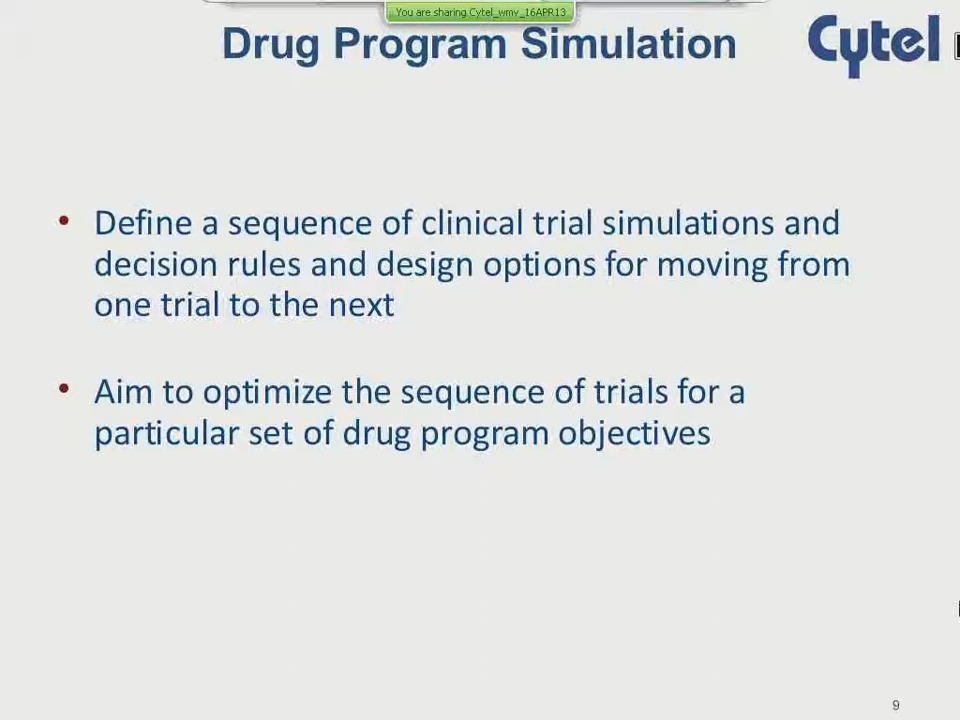 You are sharing Cytel_wmv_16APR13
Drug Program Simulation
Cytel
• Define a sequence of clinical trial simulations and
decision rules and design options for moving from
one trial to the next
• Aim to optimize the sequence of trials for a
particular set of drug program objectives
9